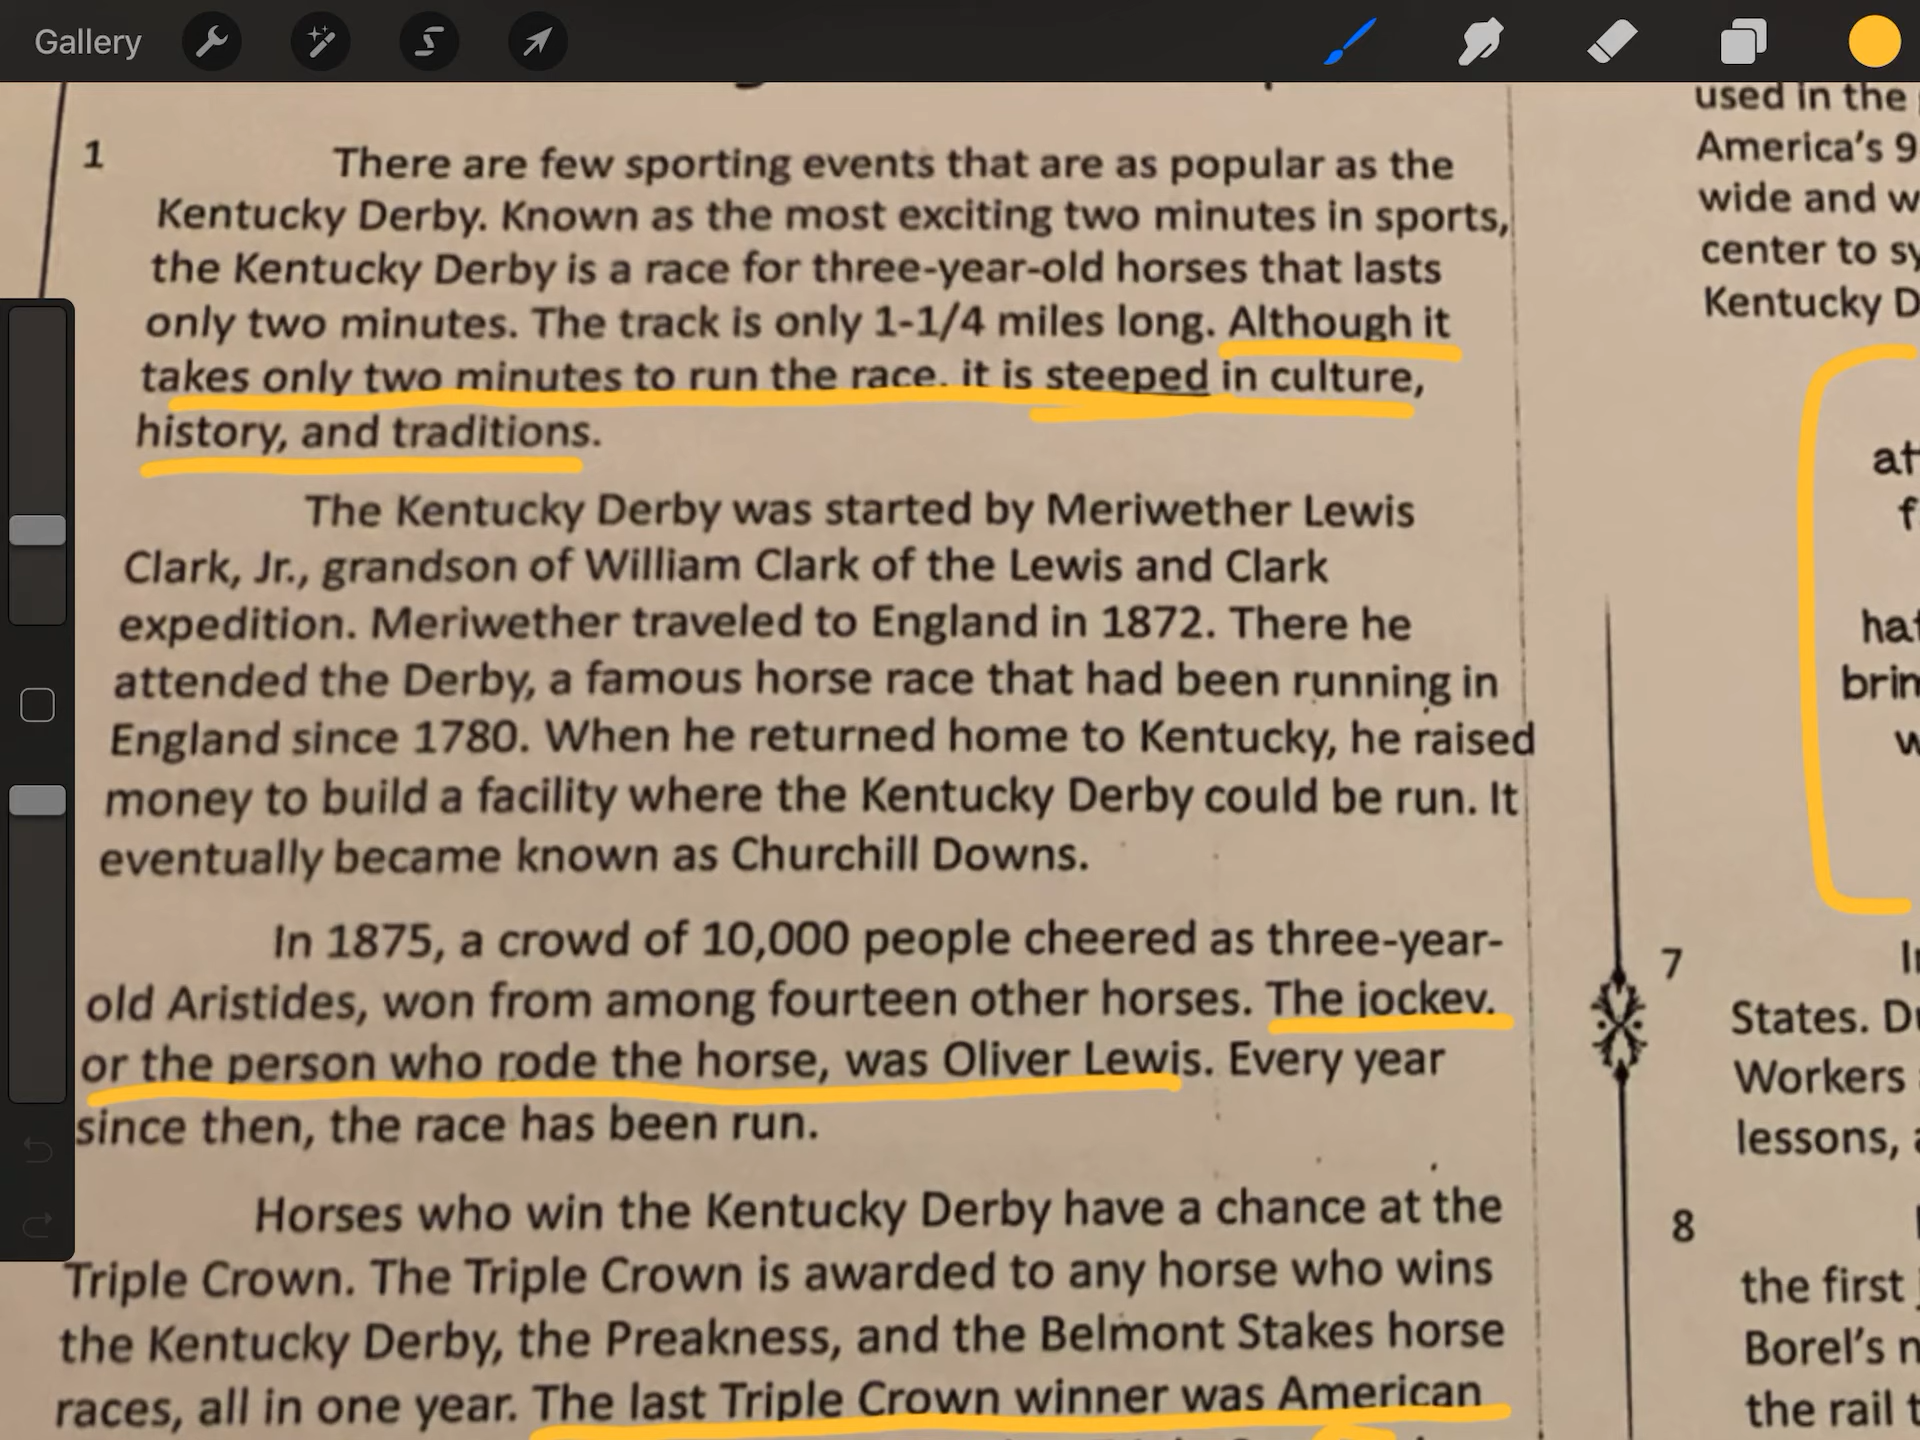 Gallery
1
There are few sporting events that are as popular as the
Kentucky Derby. Known as the most exciting two minutes in sports,
the Kentucky Derby is a race for three-year-old horses that lasts
only two minutes. The track is only 1-1/4 miles long. Although it
takes only two minutes to run the race, it is steeped in culture,
history, and traditions.
The Kentucky Derby was started by Meriwether Lewis
Clark, Jr., grandson of William Clark of the Lewis and Clark
expedition. Meriwether traveled to England in 1872. There he
attended the Derby, a famous horse race that had been running in
England since 1780. When he returned home to Kentucky, he raised
money to build a facility where the Kentucky Derby could be run. It
eventually became known as Churchill Downs.
In 1875, a crowd of 10,000 people cheered as three-year-
old Aristides, won from among fourteen other horses. The jockey,
or the person who rode the horse, was Oliver Lewis. Every year
since then, the race has been run.
Horses who win the Kentucky Derby have a chance at the
Triple Crown. The Triple Crown is awarded to any horse who wins
the Kentucky Derby, the Preakness, and the Belmont Stakes horse
races, all in one year. The last Triple Crown winner was American
used in the
America's 9
wide and w
center to sy
Kentucky D
at
f
hat
brim
w
7
States. Du
Workers
lessons,
8
the first
Borel's n
the rail t